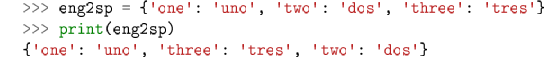 >>> eng2sp = {'one': 'uno', 'two': 'dos', 'three': 'tres'}
>>> print(eng2sp)
{'one': 'uno', 'three': 'tres', 'two': 'dos'}